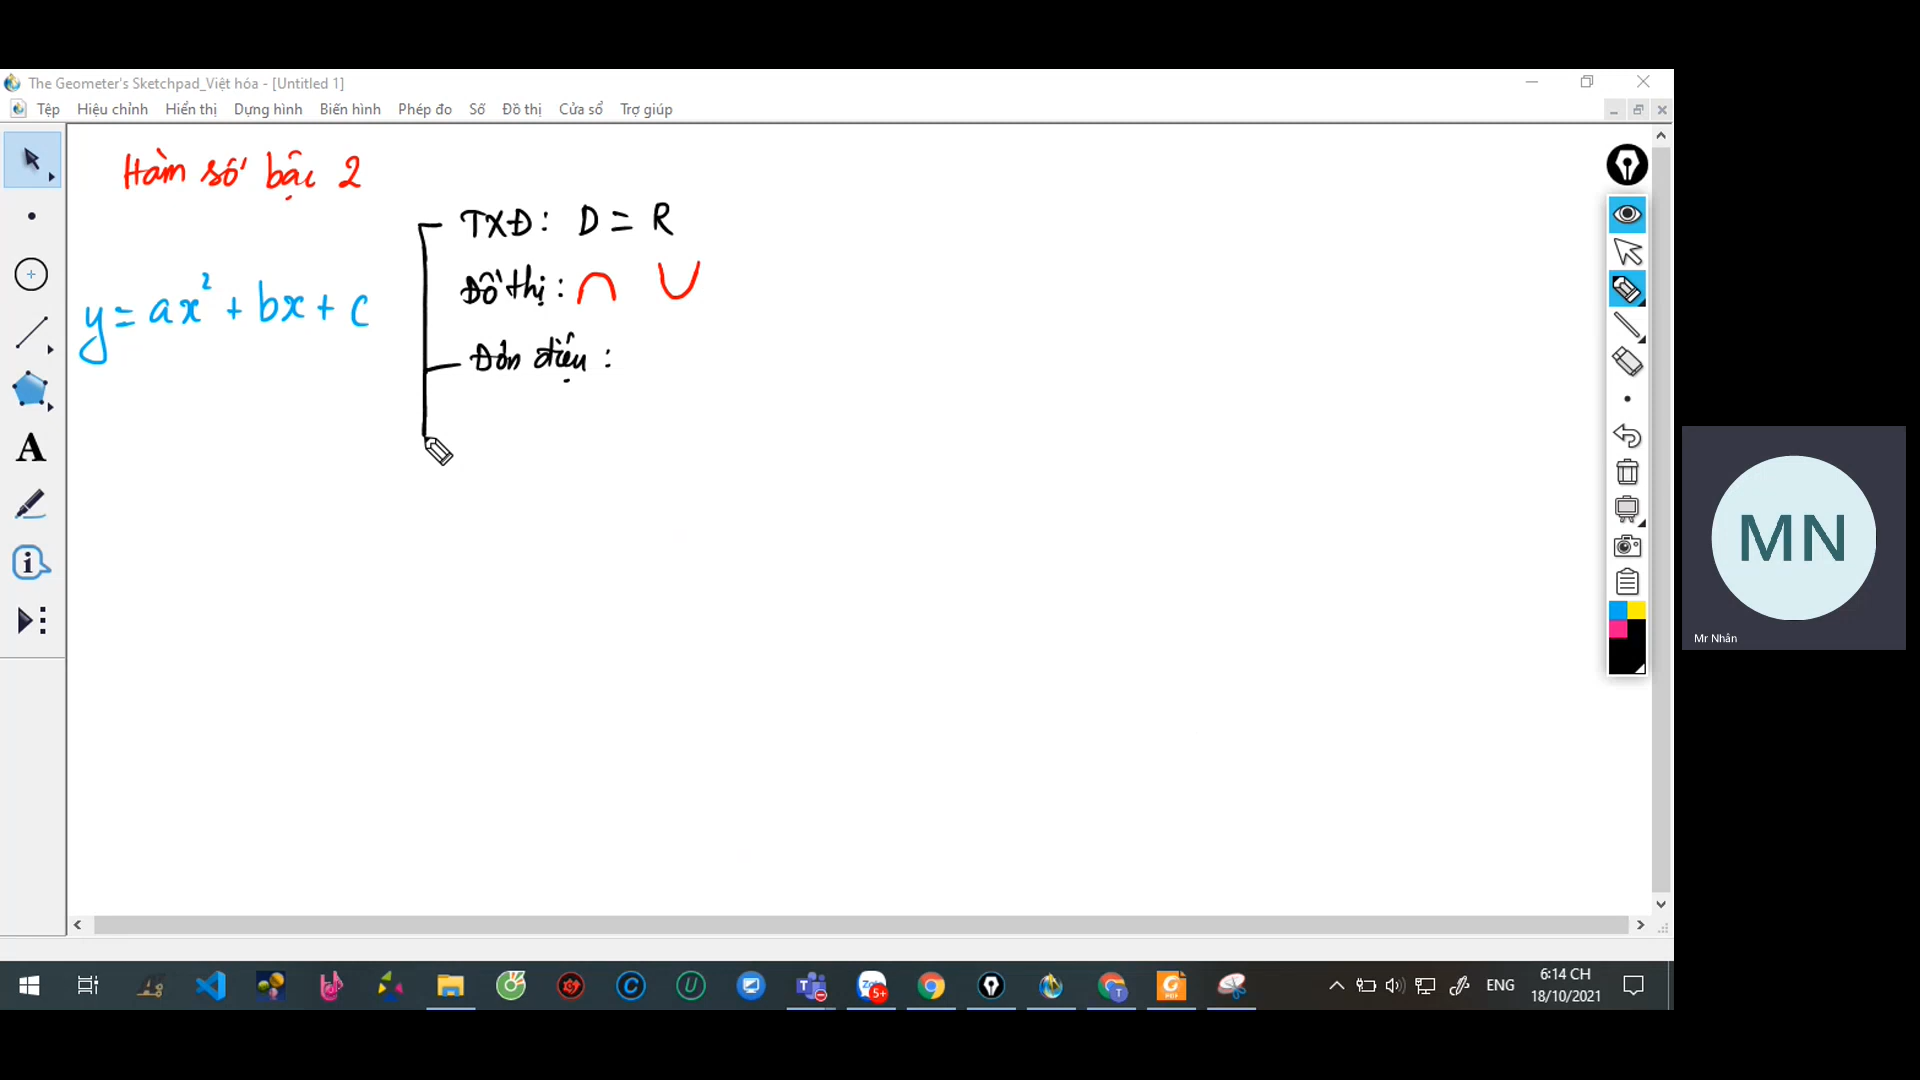 The Geometer's Sketchpad_Việt hóa - [Untitled 1]
Tệp Hiệu chỉnh Hiển thị Dựng hình Biến hình Phép đo Số Đồ thị Cửa sổ Trợ giúp
Hàm số bậc 2
TXĐ: D = R
Đồ thị:
y = ax² + bx + c
Đơn điệu:
A
MN
Mr Nhân
5+
ENG
6:14 CH
18/10/2021